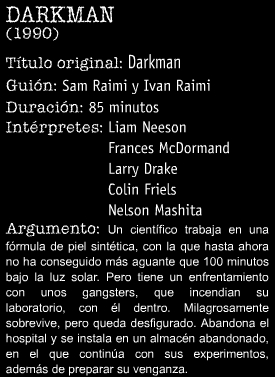 DARKMAN
(1990)
Título original: Darkman
Guión: Sam Raimi y Ivan Raimi
Duración: 85 minutos
Intérpretes: Liam Neeson
Frances McDormand
Larry Drake
Colin Friels
Nelson Mashita
Argumento: Un científico trabaja en una
fórmula de piel sintética, con la que hasta ahora
no ha conseguido más aguante que 100 minutos
bajo la luz solar. Pero tiene un enfrentamiento
con unos gangsters, que incendian su
laboratorio, con él dentro. Milagrosamente
sobrevive, pero queda desfigurado. Abandona el
hospital y se instala en un almacén abandonado,
en el que continúa con sus experimentos,
además de preparar su venganza.